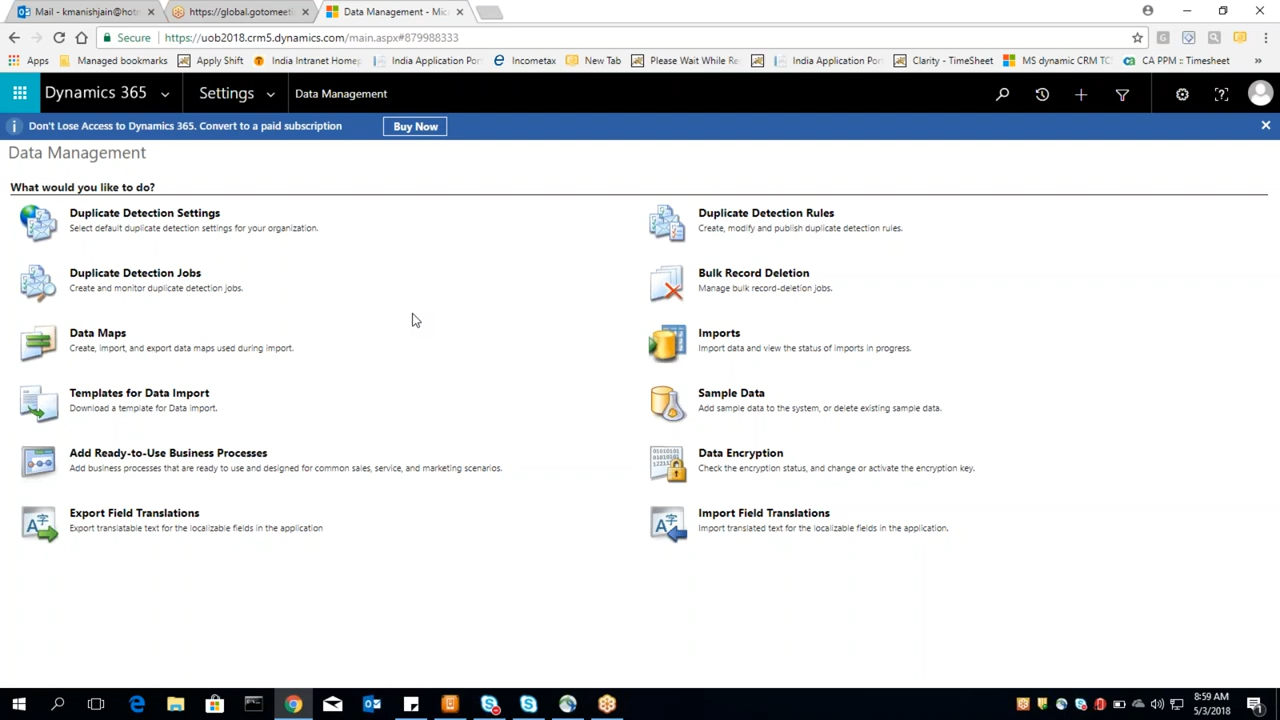 Mail - kmanishjain@hotm
https://global.gotomeeti
Data Management - Micr
Secure
https://uob2018.crm5.dynamics.com/main.aspx#879988333
Apps
Managed bookmarks
Apply Shift
India Intranet Homep
India Application Por
Incometax
New Tab
Please Wait While Re
India Application Por
Clarity - TimeSheet
MS dynamic CRM TC
CA PPM :: Timesheet
»
Dynamics 365
Settings
Data Management
Don't Lose Access to Dynamics 365. Convert to a paid subscription
Buy Now
Data Management
What would you like to do?
Duplicate Detection Settings
Select default duplicate detection settings for your organization.
Duplicate Detection Rules
Create, modify and publish duplicate detection rules.
Duplicate Detection Jobs
Create and monitor duplicate detection jobs.
Bulk Record Deletion
Manage bulk record-deletion jobs.
Data Maps
Create, import, and export data maps used during import.
Imports
Import data and view the status of imports in progress.
Templates for Data Import
Download a template for Data import.
Sample Data
Add sample data to the system, or delete existing sample data.
Add Ready-to-Use Business Processes
Add business processes that are ready to use and designed for common sales, service, and marketing scenarios.
Data Encryption
Check the encryption status, and change or activate the encryption key.
Export Field Translations
Export translatable text for the localizable fields in the application
Import Field Translations
Import translated text for the localizable fields in the application.
8:59 AM
5/3/2018